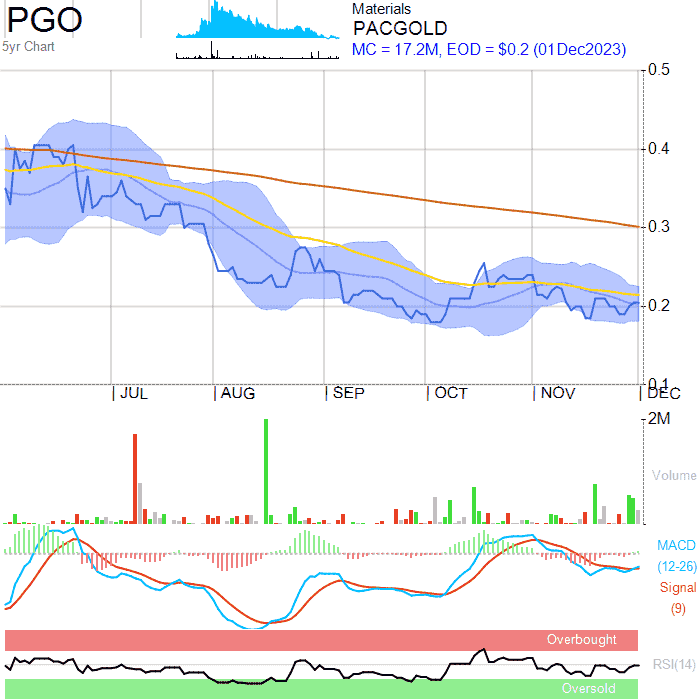 PGO
5yr Chart
Materials
PACGOLD
MC = 17.2M, EOD = $0.2 (01Dec2023)
0.5
0.4
0.3
0.2
0.1
JUL AUG SEP OCT NOV DEC
2M
Volume
MACD
(12-26)
Signal
(9)
Overbought
RSI(14)
Oversold